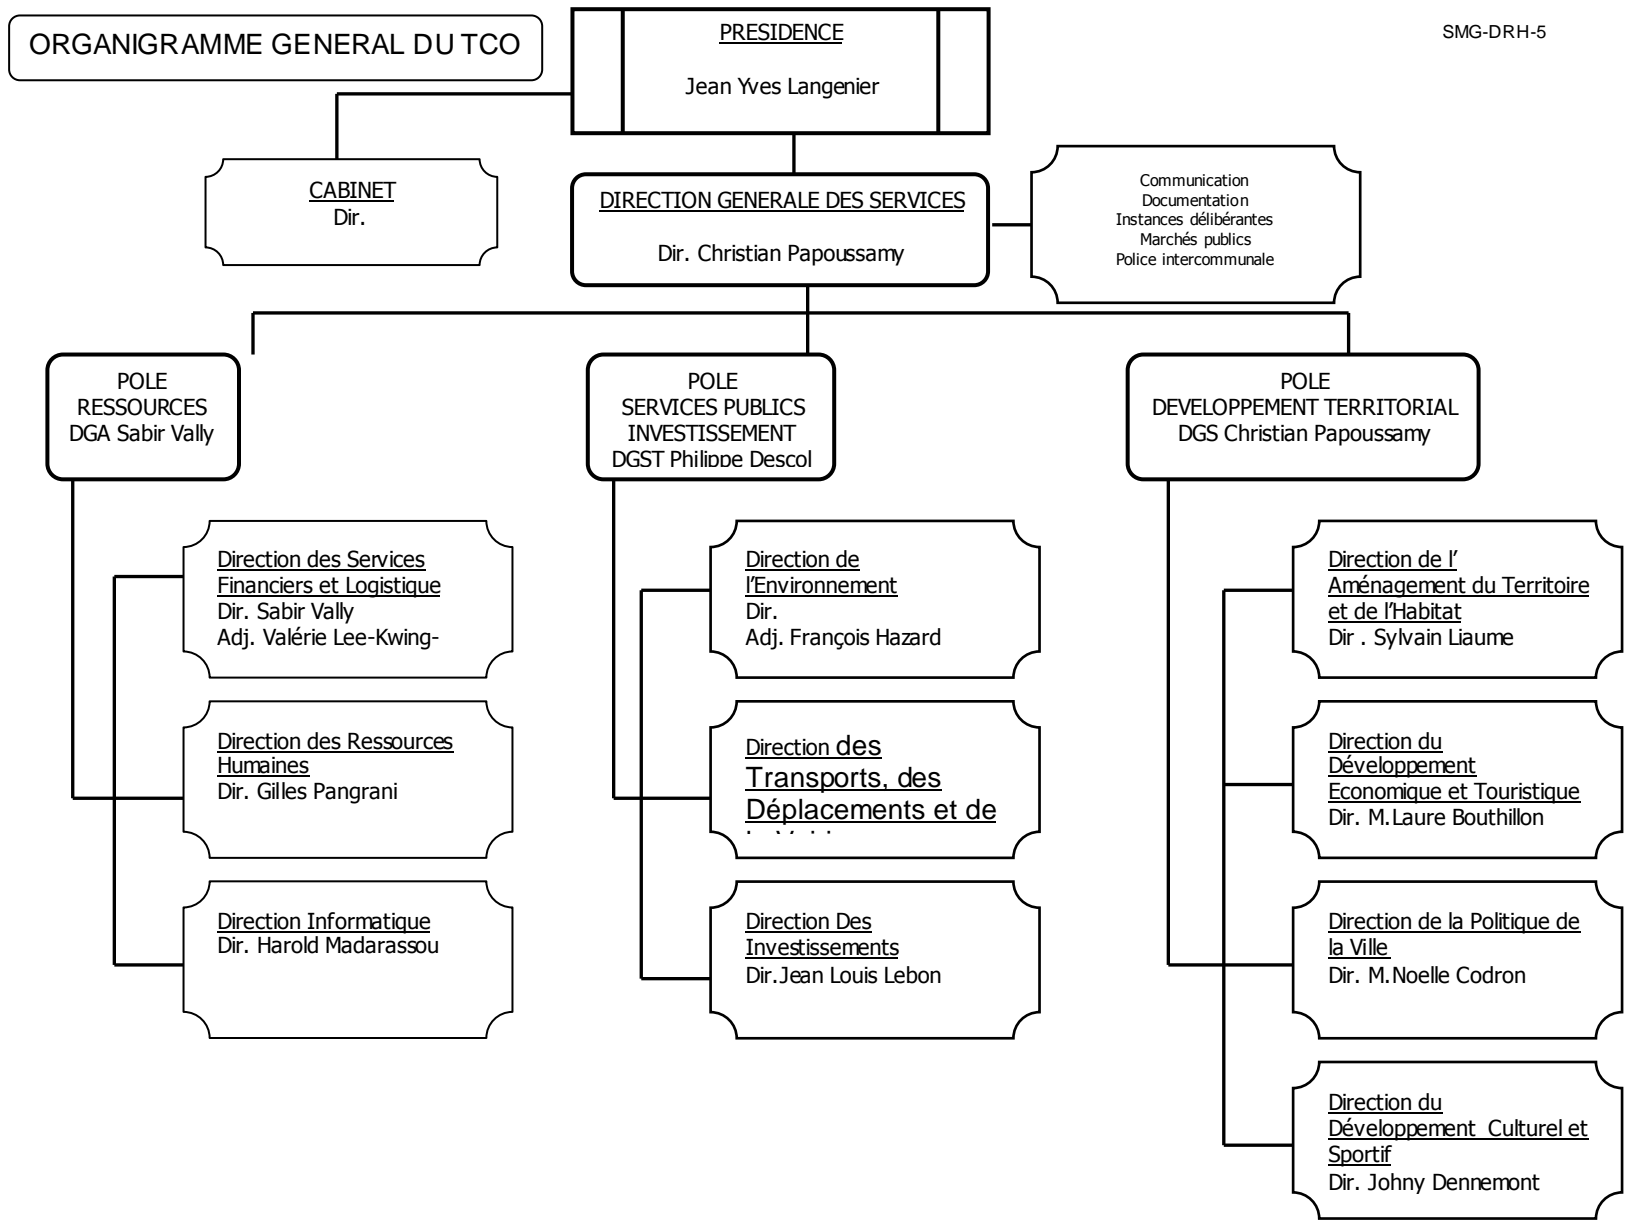 ORGANIGRAMME GENERAL DU TCO
PRESIDENCE
Jean Yves Langenier
SMG-DRH-5
CABINET
Dir.
DIRECTION GENERALE DES SERVICES
Dir. Christian Papoussamy
Communication
Documentation
Instances délibérantes
Marchés publics
Police intercommunale
POLE
RESSOURCES
DGA Sabir Vally
POLE
SERVICES PUBLICS
INVESTISSEMENT
DGST Philippe Descol
POLE
DEVELOPPEMENT TERRITORIAL
DGS Christian Papoussamy
Direction des Services
Financiers et Logistique
Dir. Sabir Vally
Adj. Valérie Lee-Kwing-
Direction des Ressources
Humaines
Dir. Gilles Pangrani
Direction Informatique
Dir. Harold Madarassou
Direction de
l’Environnement
Dir.
Adj. François Hazard
Direction des
Transports, des
Déplacements et de
Direction Des
Investissements
Dir.Jean Louis Lebon
Direction de l’
Aménagement du Territoire
et de l’Habitat
Dir . Sylvain Liaume
Direction du
Développement
Economique et Touristique
Dir. M.Laure Bouthillon
Direction de la Politique de
la Ville
Dir. M.Noelle Codron
Direction du
Développement  Culturel et
Sportif
Dir. Johny Dennemont